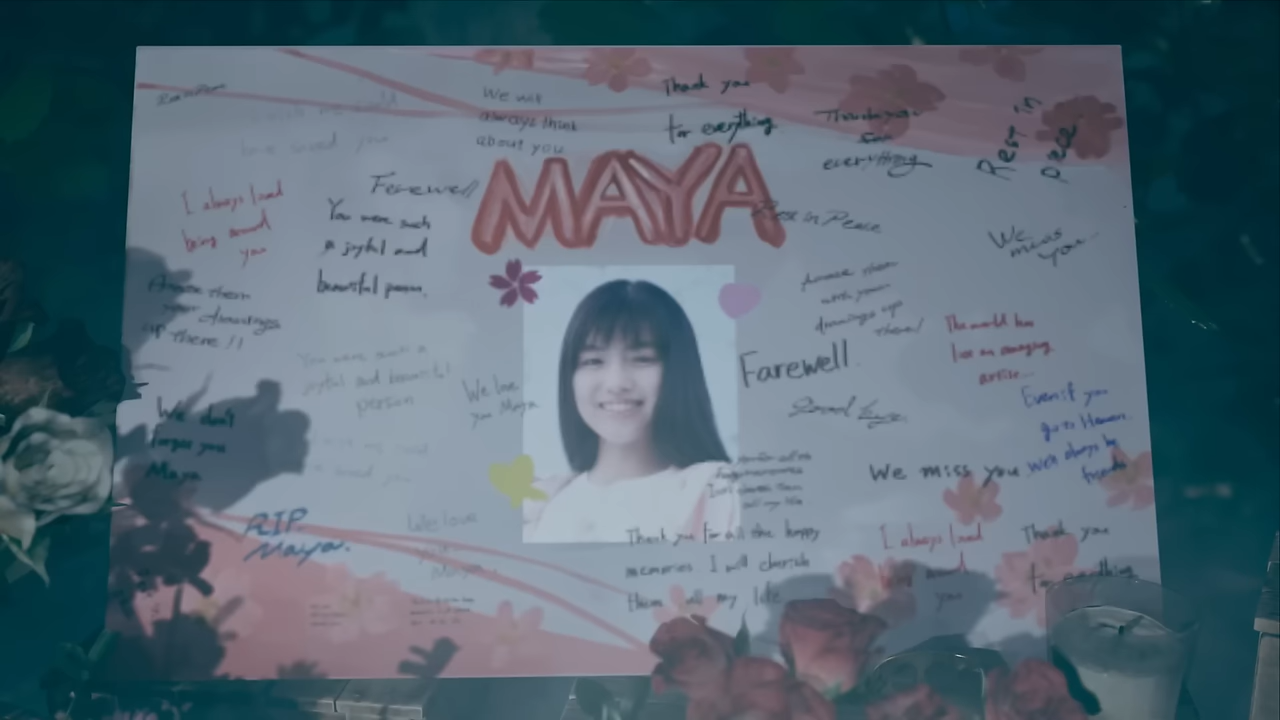 We will
always think
about you
Thank you
for everything
Thank you
for
everything
Rest in
peace
MAYA
Farewell
I always loved
being around
you
You were such
a joyful and
beautiful person.
Rest in Peace
We
miss
you
Amaze them
your drawings
up there !!
Amaze them
with your
drawings up
there!
The world has
lost an amazing
artist...
You were such a
joyful and beautiful
person
We love
you Maya
Farewell.
Even if you
go to Heaven
we'll always be
friends
We don't
forget you
Maya
We miss you
RIP
Maya.
We love
you
Maya
Thank you for all the happy
memories I will cherish
them all my life
I always loved
around
you
Thank you
for everything